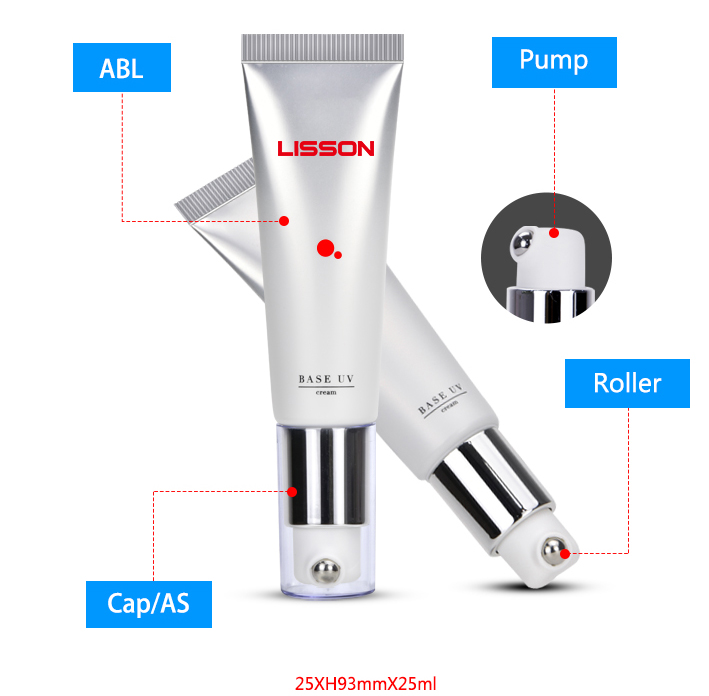 ABL
Pump
LISSON
BASE UV
cream
BASE UV
cream
Roller
Cap/AS
25XH93mmX25ml